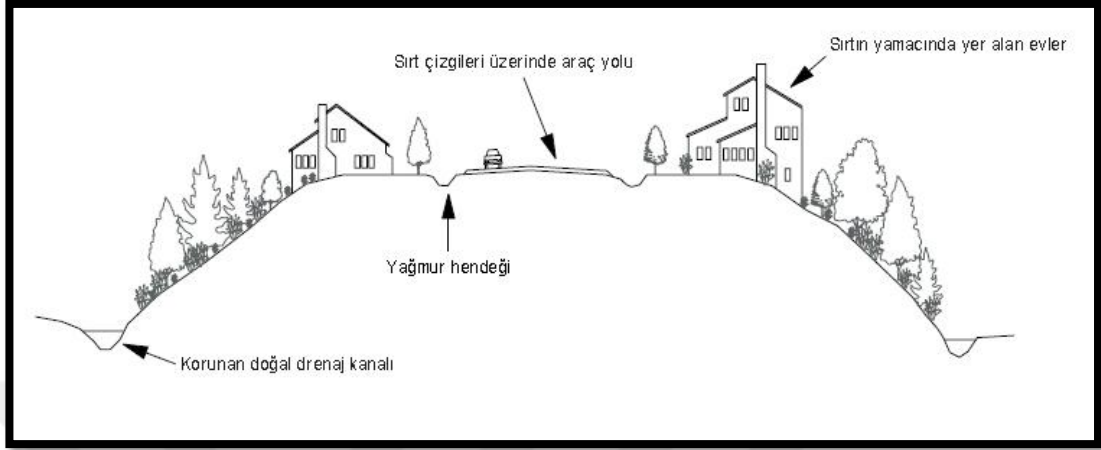 Sırtın yamacında yer alan evler
Sırt çizgileri üzerinde araç yolu
Yağmur hendeği
Korunan doğal drenaj kanalı